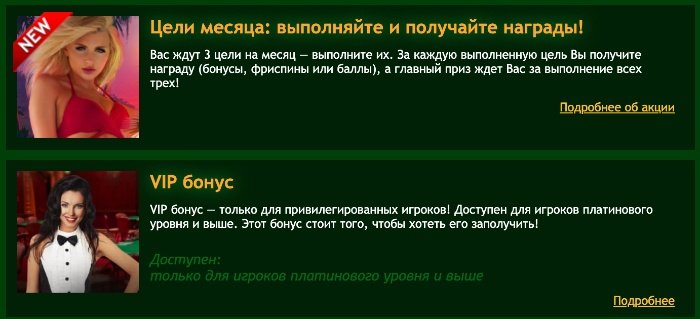 NEW
Цели месяца: выполняйте и получайте награды!
Вас ждут 3 цели на месяц — выполните их. За каждую выполненную цель Вы получите
награду (бонусы, фриспины или баллы), а главный приз ждет Вас за выполнение всех
трех!
Подробнее об акции
VIP бонус
VIP бонус — только для привилегированных игроков! Доступен для игроков платинового
уровня и выше. Этот бонус стоит того, чтобы хотеть его заполучить!
Доступен:
только для игроков платинового уровня и выше
Подробнее